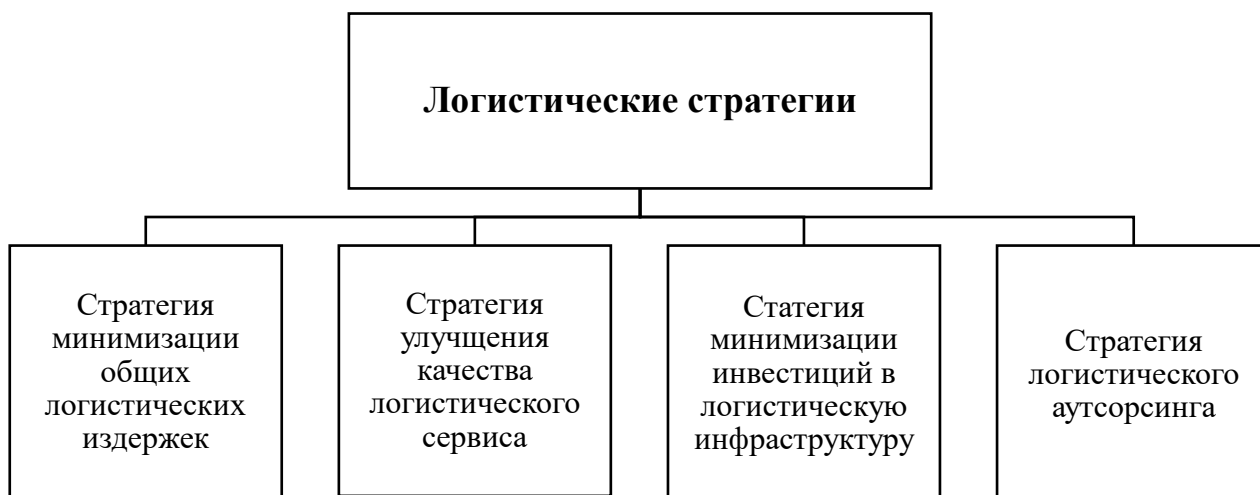 Логистические стратегии
Стратегия
минимизации
общих
логистических
издержек
Стратегия
улучщения
качества
логистического
сервиса
Статегия
минимизации
инвестиций в
логистическую
инфраструктуру
Стратегия
логистического
аутсорсинга